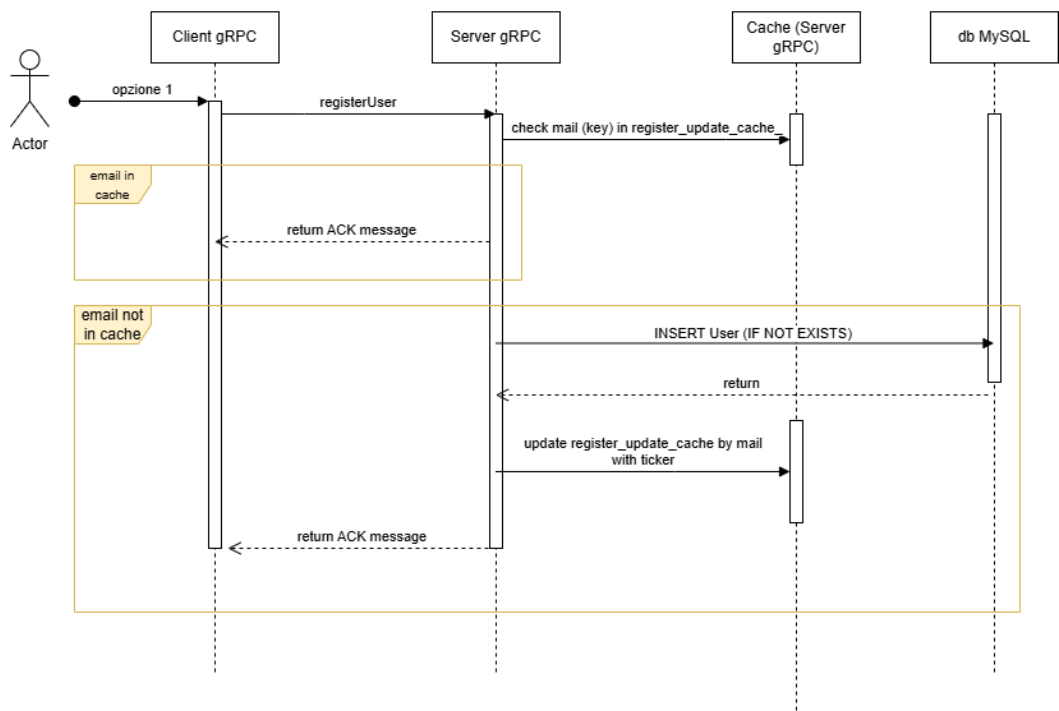 Client gRPC
Server gRPC
Cache (Server
gRPC)
db MySQL
Actor
opzione 1
registerUser
check mail (key) in register_update_cache_
email in
cache
return ACK message
email not
in cache
INSERT User (IF NOT EXISTS)
return
update register_update_cache by mail
with ticker
return ACK message